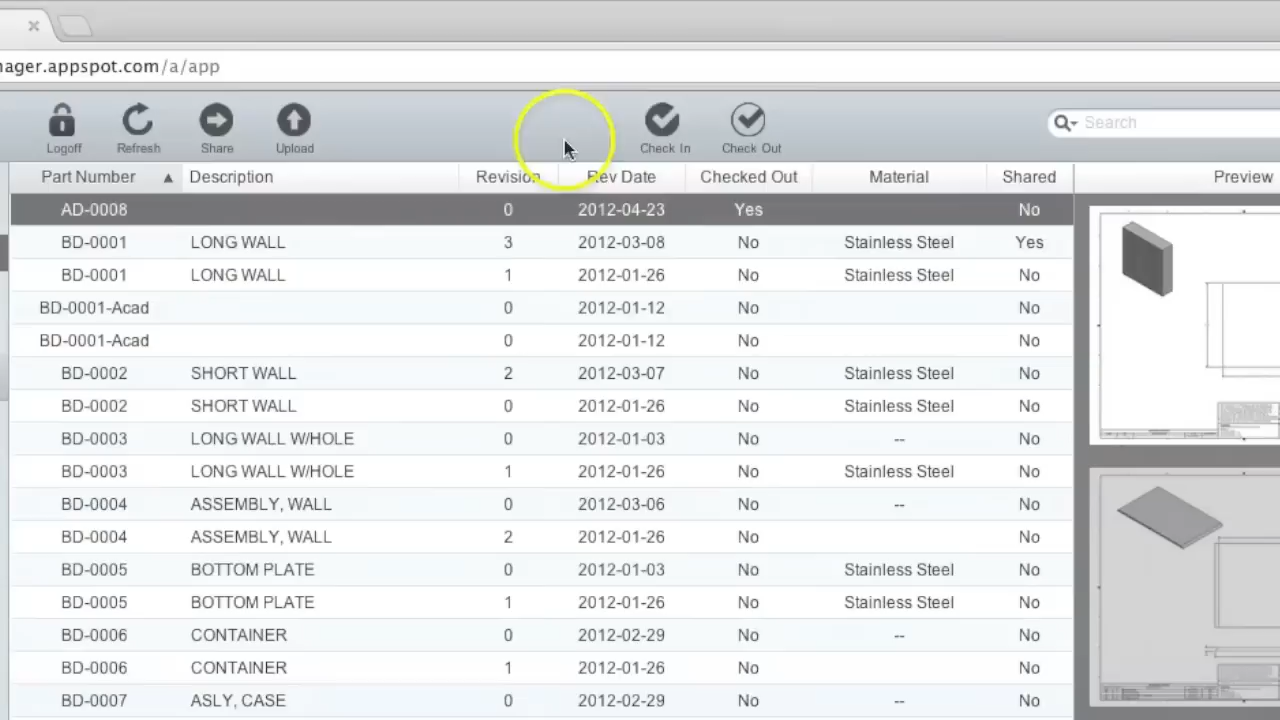 nager.appspot.com/a/app
Logoff Refresh Share Upload Check In Check Out Search
Part Number Description Revision Rev Date Checked Out Material Shared Preview
AD-0008 0 2012-04-23 Yes No
BD-0001 LONG WALL 3 2012-03-08 No Stainless Steel Yes
BD-0001 LONG WALL 1 2012-01-26 No Stainless Steel No
BD-0001-Acad 0 2012-01-12 No No
BD-0001-Acad 0 2012-01-12 No No
BD-0002 SHORT WALL 2 2012-03-07 No Stainless Steel No
BD-0002 SHORT WALL 0 2012-01-26 No Stainless Steel No
BD-0003 LONG WALL W/HOLE 0 2012-01-03 No -- No
BD-0003 LONG WALL W/HOLE 1 2012-01-26 No Stainless Steel No
BD-0004 ASSEMBLY, WALL 0 2012-03-06 No -- No
BD-0004 ASSEMBLY, WALL 2 2012-01-26 No No
BD-0005 BOTTOM PLATE 0 2012-01-03 No Stainless Steel No
BD-0005 BOTTOM PLATE 1 2012-01-26 No Stainless Steel No
BD-0006 CONTAINER 0 2012-02-29 No -- No
BD-0006 CONTAINER 1 2012-01-26 No No
BD-0007 ASLY, CASE 0 2012-02-29 No -- No